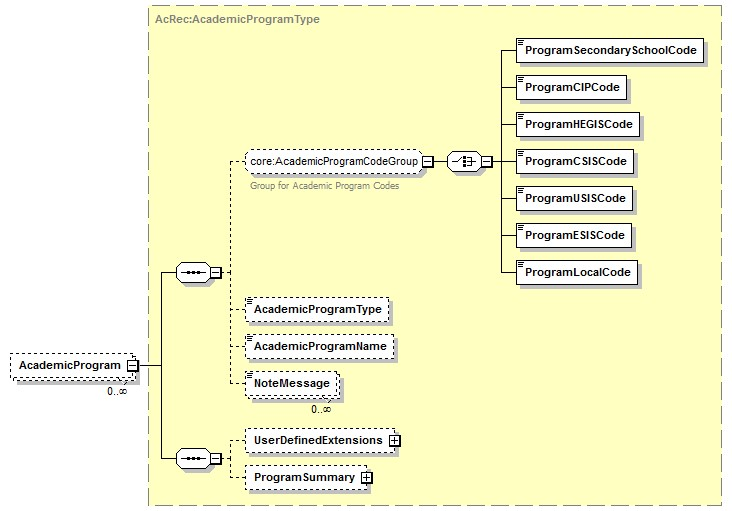 AcRec:AcademicProgramType
ProgramSecondarySchoolCode
ProgramCIPCode
ProgramHEGISCode
core:AcademicProgramCodeGroup
ProgramCSISCode
Group for Academic Program Codes
ProgramUSISCode
ProgramESISCode
ProgramLocalCode
AcademicProgramType
AcademicProgramName
AcademicProgram
0..∞
NoteMessage
0..∞
UserDefinedExtensions
ProgramSummary